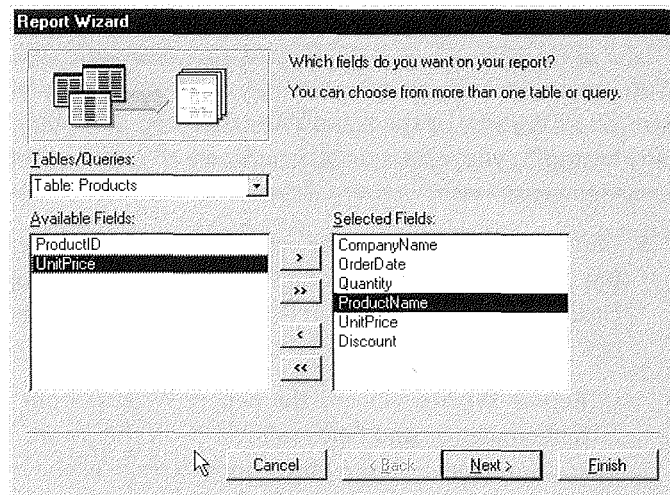 Report Wizard
Which fields do you want on your report?
You can choose from more than one table or query.
Tables/Queries:
Table: Products
Available Fields:
Selected Fields:
ProductID
UnitPrice
>
>>
<
<<
CompanyName
OrderDate
Quantity
ProductName
UnitPrice
Discount
Cancel
< Back
Next >
Finish